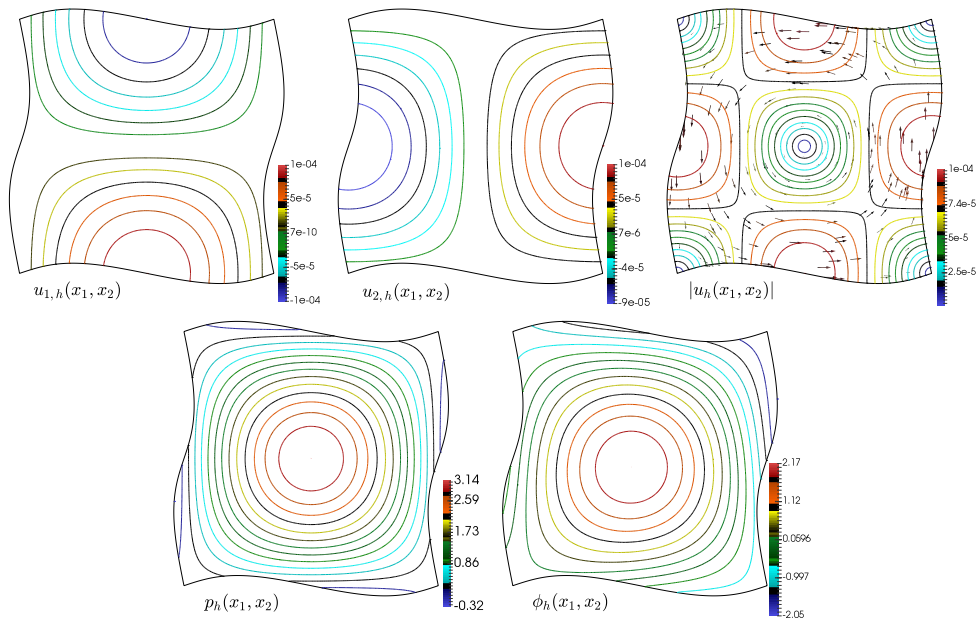 1e-04
5e-5
7e-10
-5e-5
-1e-04
u_{1,h}(x_1, x_2)
1e-04
5e-5
7e-6
-4e-5
-9e-05
u_{2,h}(x_1, x_2)
1e-04
7.4e-5
5e-5
2.5e-5
|u_h(x_1, x_2)|
3.14
2.59
1.73
0.86
-0.32
p_h(x_1, x_2)
2.17
1.12
0.0596
-0.997
-2.05
ϕ_h(x_1, x_2)